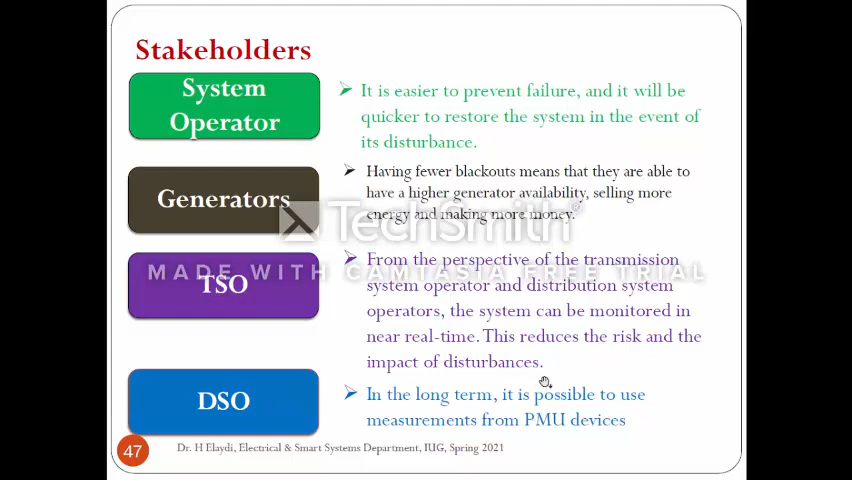 Stakeholders
System
Operator
It is easier to prevent failure, and it will be
quicker to restore the system in the event of
its disturbance.
Generators
Having fewer blackouts means that they are able to
have a higher generator availability, selling more
energy and making more money.
TechSmith®
MADE WITH CAMTASIA FREE TRIAL
TSO
From the perspective of the transmission
system operator and distribution system
operators, the system can be monitored in
near real-time. This reduces the risk and the
impact of disturbances.
DSO
In the long term, it is possible to use
measurements from PMU devices
47
Dr. H Elaydi, Electrical & Smart Systems Department, IUG, Spring 2021